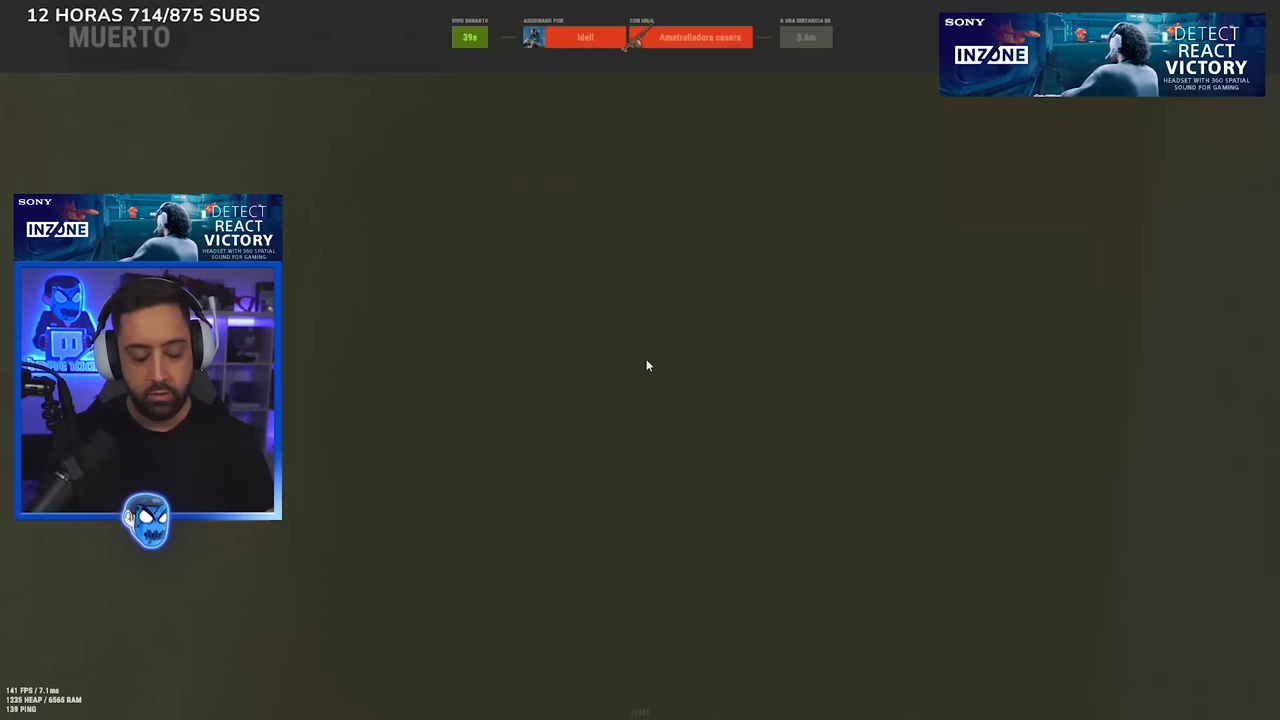 12 HORAS 714/875 SUBS
MUERTO
VIVO DURANTE
39s
ASESINADO POR
idell
CON UN/A
Ametralladora casera
A UNA DISTANCIA DE
3.6m
SONY
INZONE
DETECT
REACT
VICTORY
HEADSET WITH 360 SPATIAL
SOUND FOR GAMING
SONY
INZONE
DETECT
REACT
VICTORY
HEADSET WITH 360 SPATIAL
SOUND FOR GAMING
141 FPS / 7.1ms
1235 HEAP / 6565 RAM
139 PING